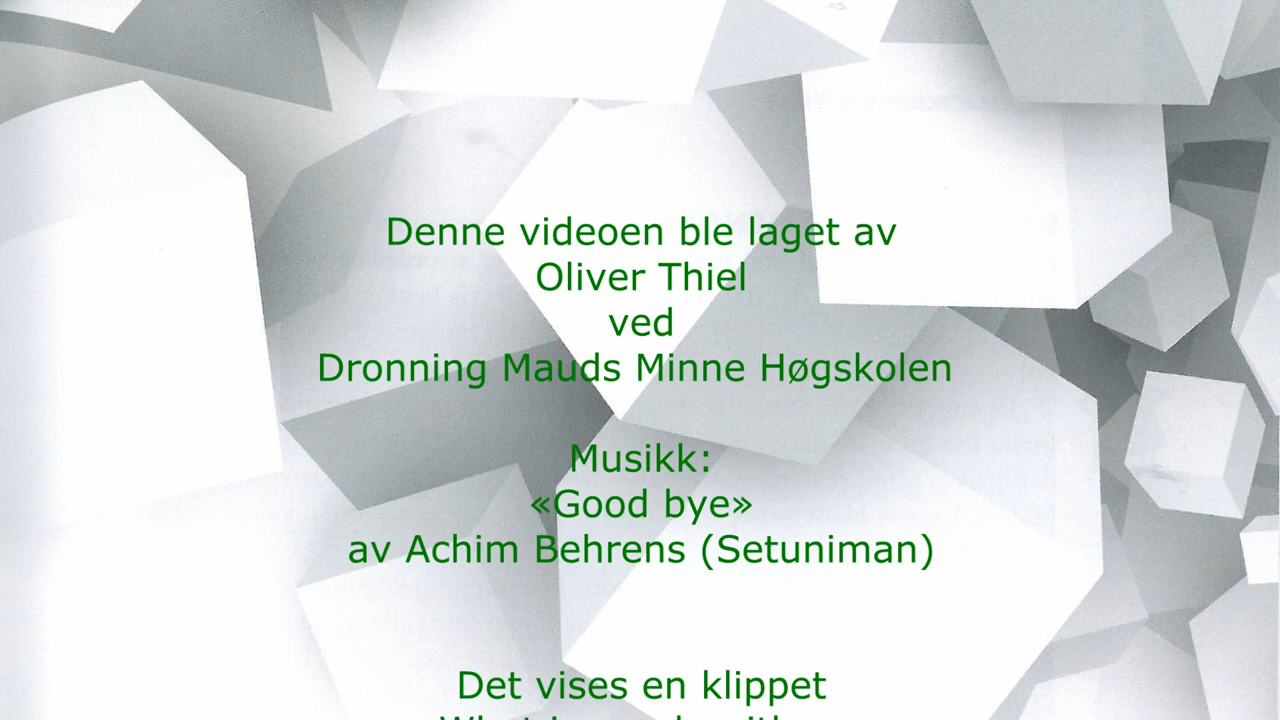 Denne videoen ble laget av
Oliver Thiel
ved
Dronning Mauds Minne Høgskolen
Musikk:
«Good bye»
av Achim Behrens (Setuniman)
Det vises en klippet